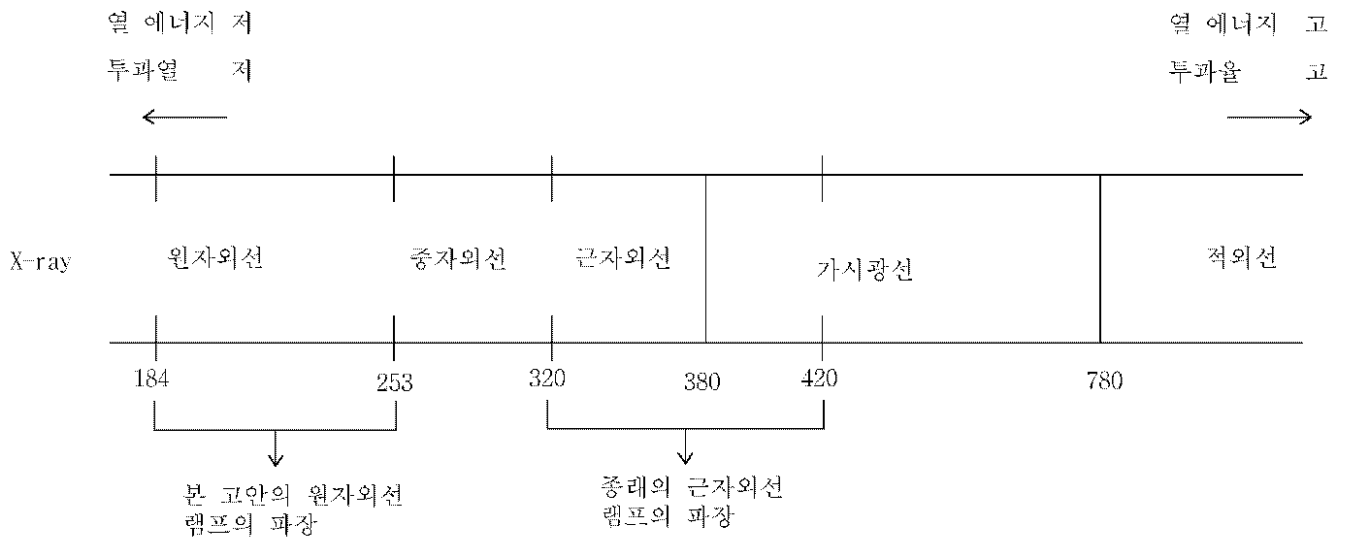 열 에너지 저
투과열 저
열 에너지 고
투과율 고
X-ray
원자외선
중자외선
근자외선
가시광선
적외선
184
253
320
380
420
780
본 고안의 원자외선
램프의 파장
종래의 근자외선
램프의 파장